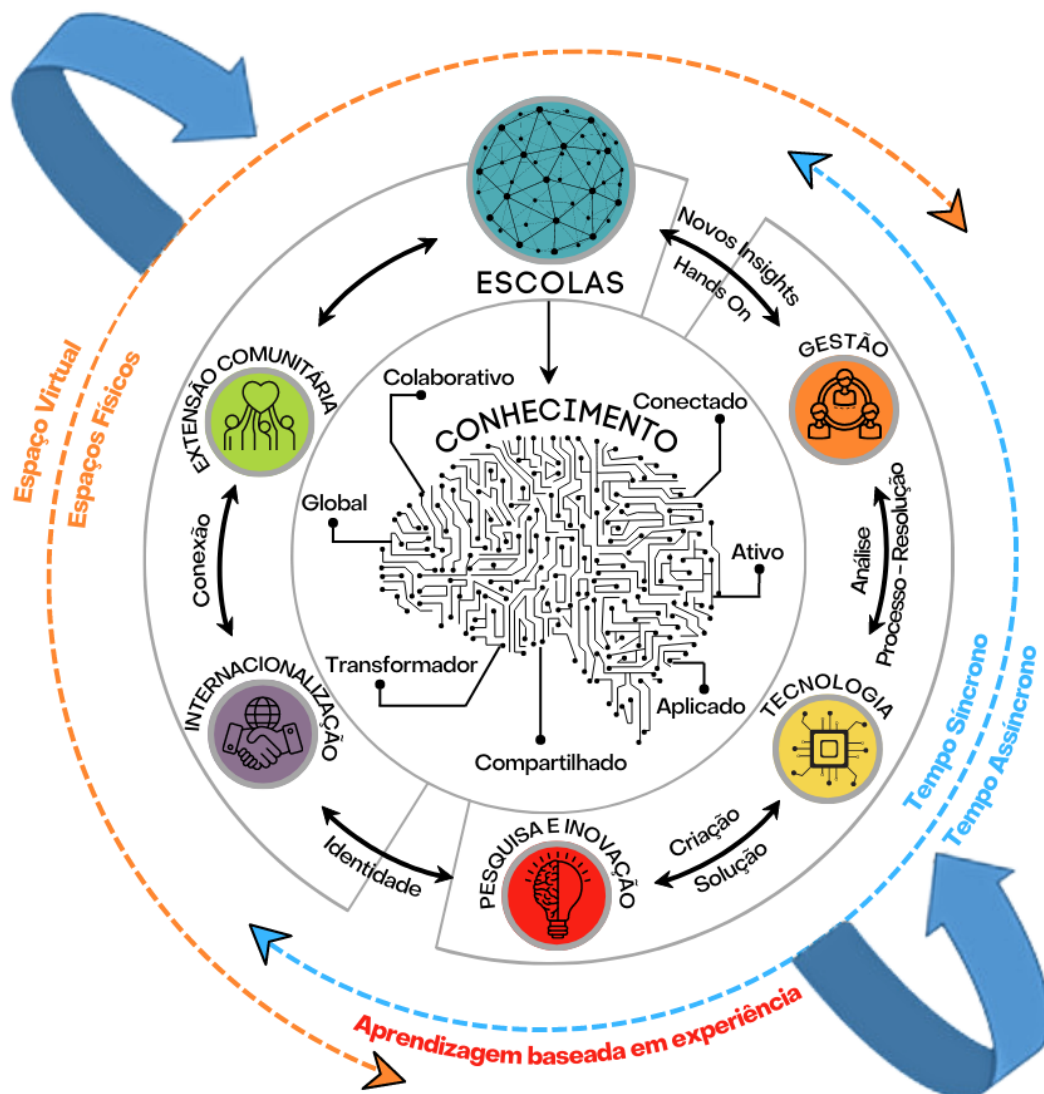 ESCOLAS
Novos Insights
Hands On
GESTÃO
Análise
Processo – Resolução
TECNOLOGIA
Criação
Solução
PESQUISA E INOVAÇÃO
Identidade
INTERNACIONALIZAÇÃO
Conexão
EXTENSÃO COMUNITÁRIA
CONHECIMENTO
Colaborativo
Conectado
Global
Ativo
Transformador
Aplicado
Compartilhado
Espaço Virtual
Espaços Físicos
Tempo Síncrono
Tempo Assíncrono
Aprendizagem baseada em experiência